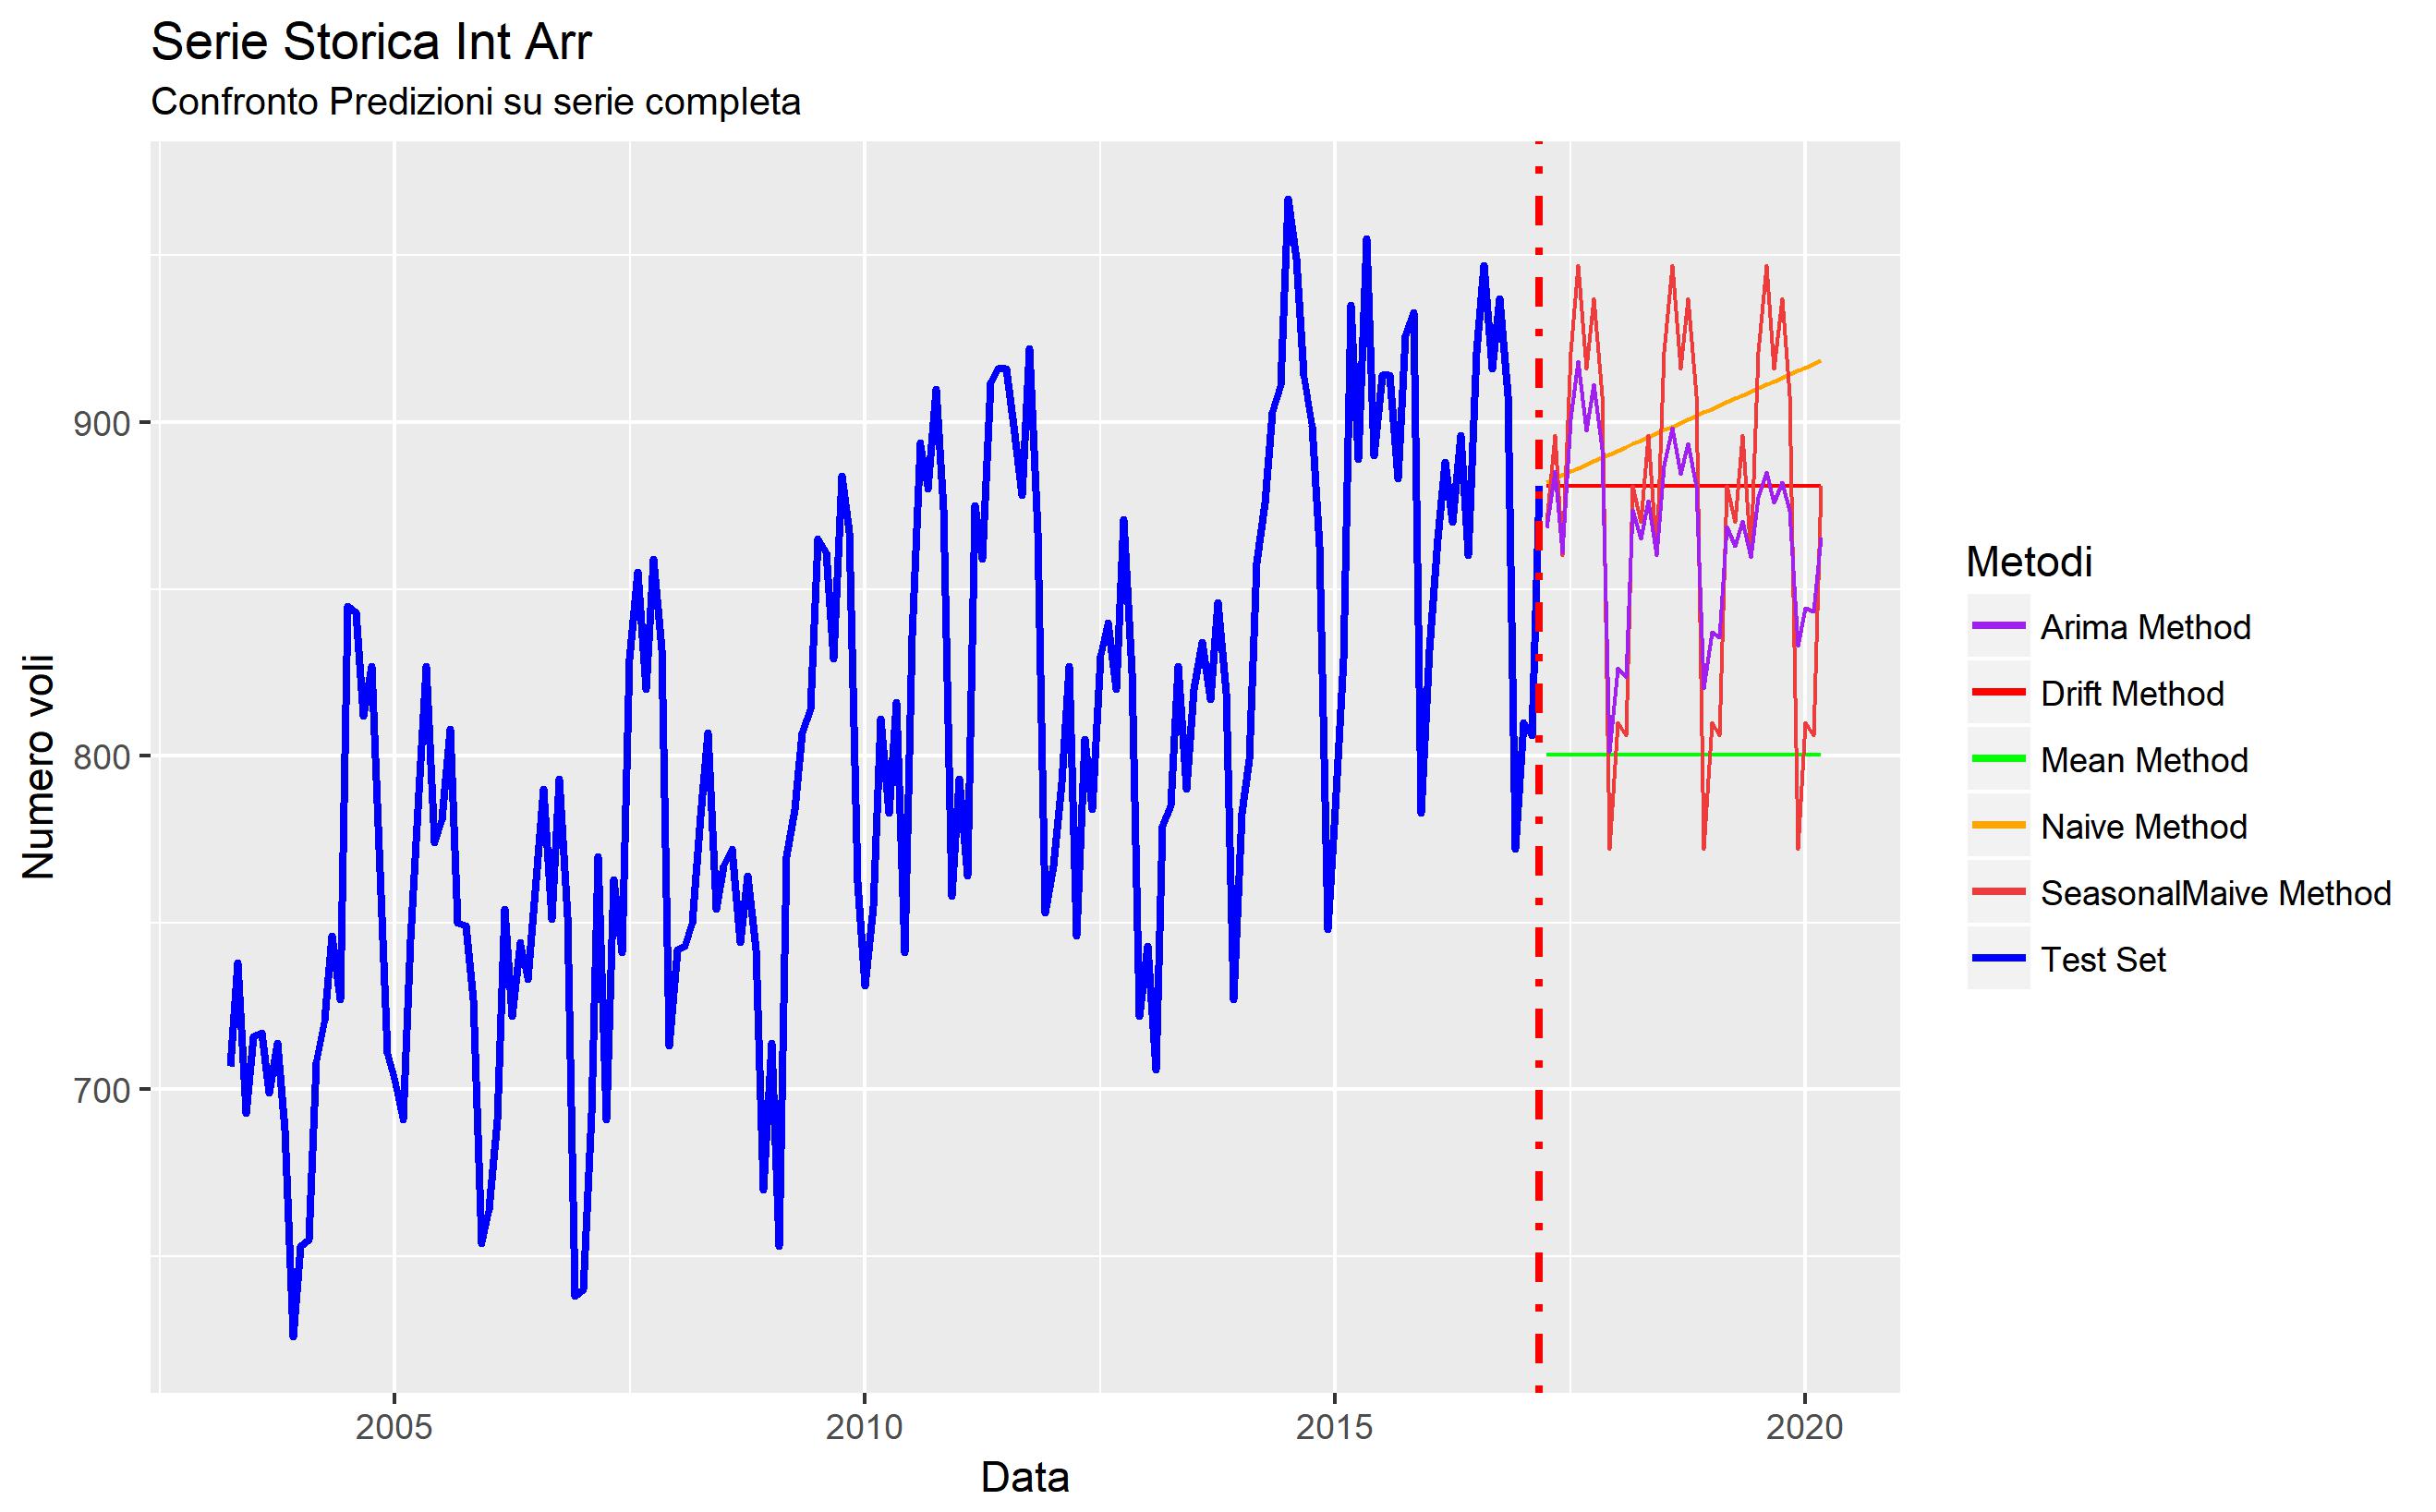 Serie Storica Int Arr
Confronto Predizioni su serie completa
Numero voli
900
800
700
2005
2010
2015
2020
Data
Metodi
Arima Method
Drift Method
Mean Method
Naive Method
SeasonalMaive Method
Test Set